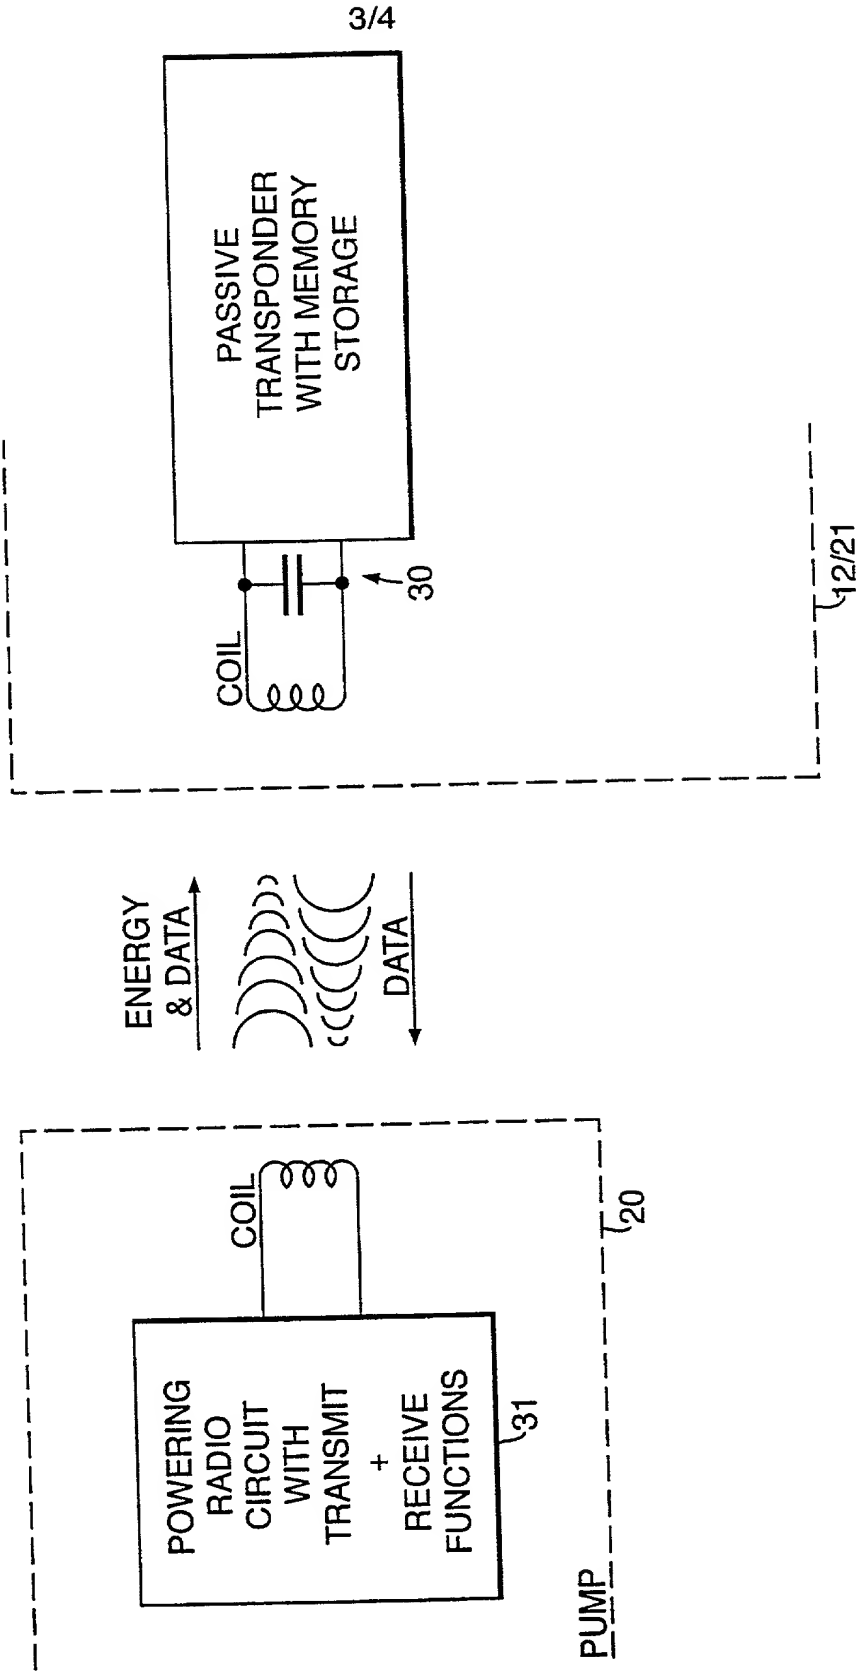 3/4
POWERING
RADIO
CIRCUIT
WITH
TRANSMIT
+
RECEIVE
FUNCTIONS
31
COIL
PUMP
20
ENERGY
& DATA
DATA
COIL
30
PASSIVE
TRANSPONDER
WITH MEMORY
STORAGE
12/21